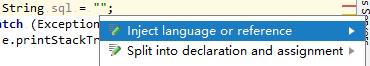 String sql = "";
atch (Exception
Inject language or reference
e.printStackTr
Split into declaration and assignment